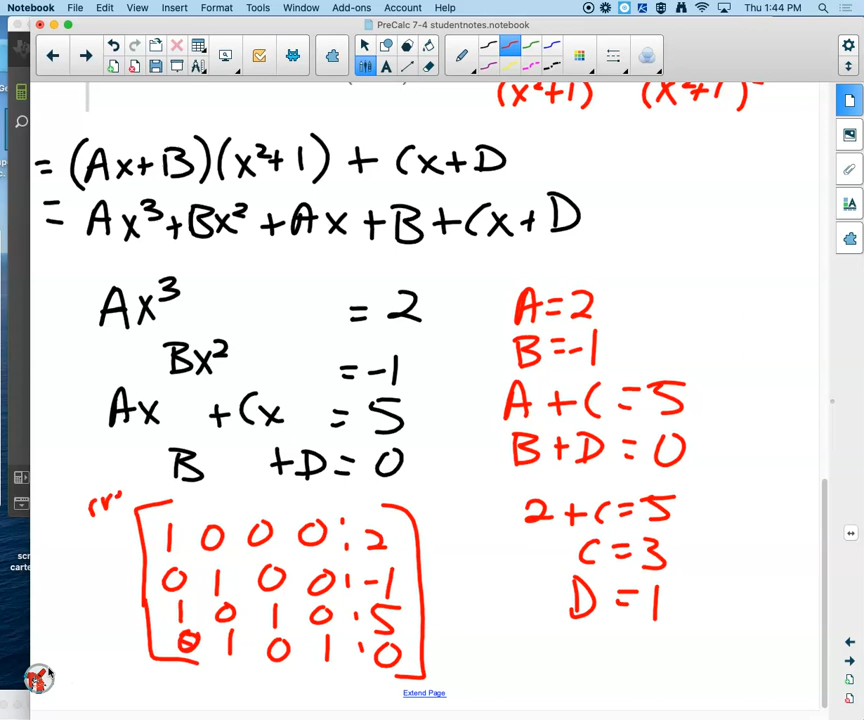 Notebook File Edit View Insert Format Tools Window Add-ons Account Help Thu 1:44 PM
PreCalc 7-4 studentnotes.notebook
(x²+1) (x²+1)²
= (Ax+B)(x²+1) + Cx+D
= Ax³+Bx²+Ax+B+Cx+D
Ax³ = 2
Bx² = -1
Ax +Cx = 5
B +D = 0
A=2
B=-1
A+C=5
B+D=0
2+C=5
C=3
D=1
1 0 0 0 : 2
0 1 0 0 : -1
1 0 1 0 : 5
0 1 0 1 : 0
Extend Page